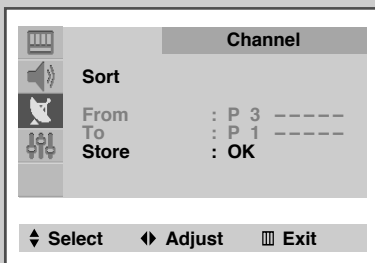 Channel
Sort
From : P 3 – – – – –
To : P 1 – – – – –
Store : OK
Select Adjust Exit